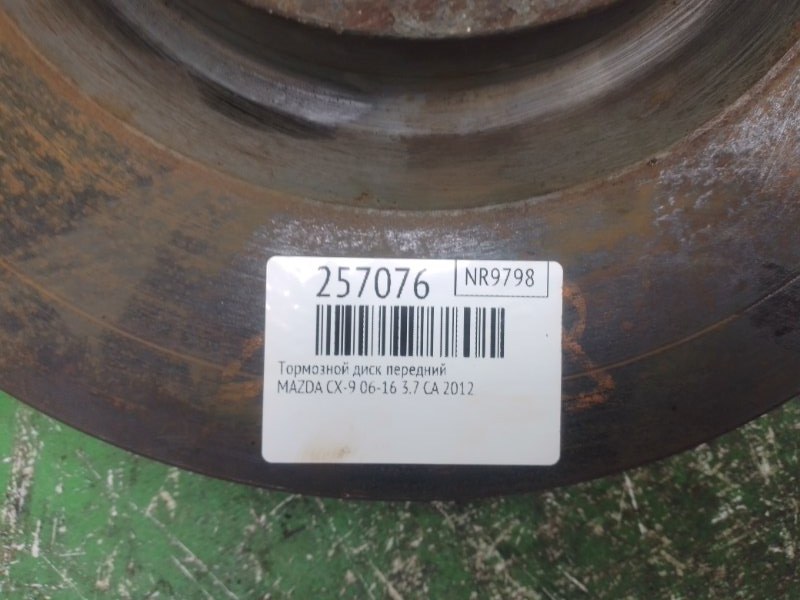 257076
NR9798
Тормозной диск передний
MAZDA CX-9 06-16 3.7 CA 2012